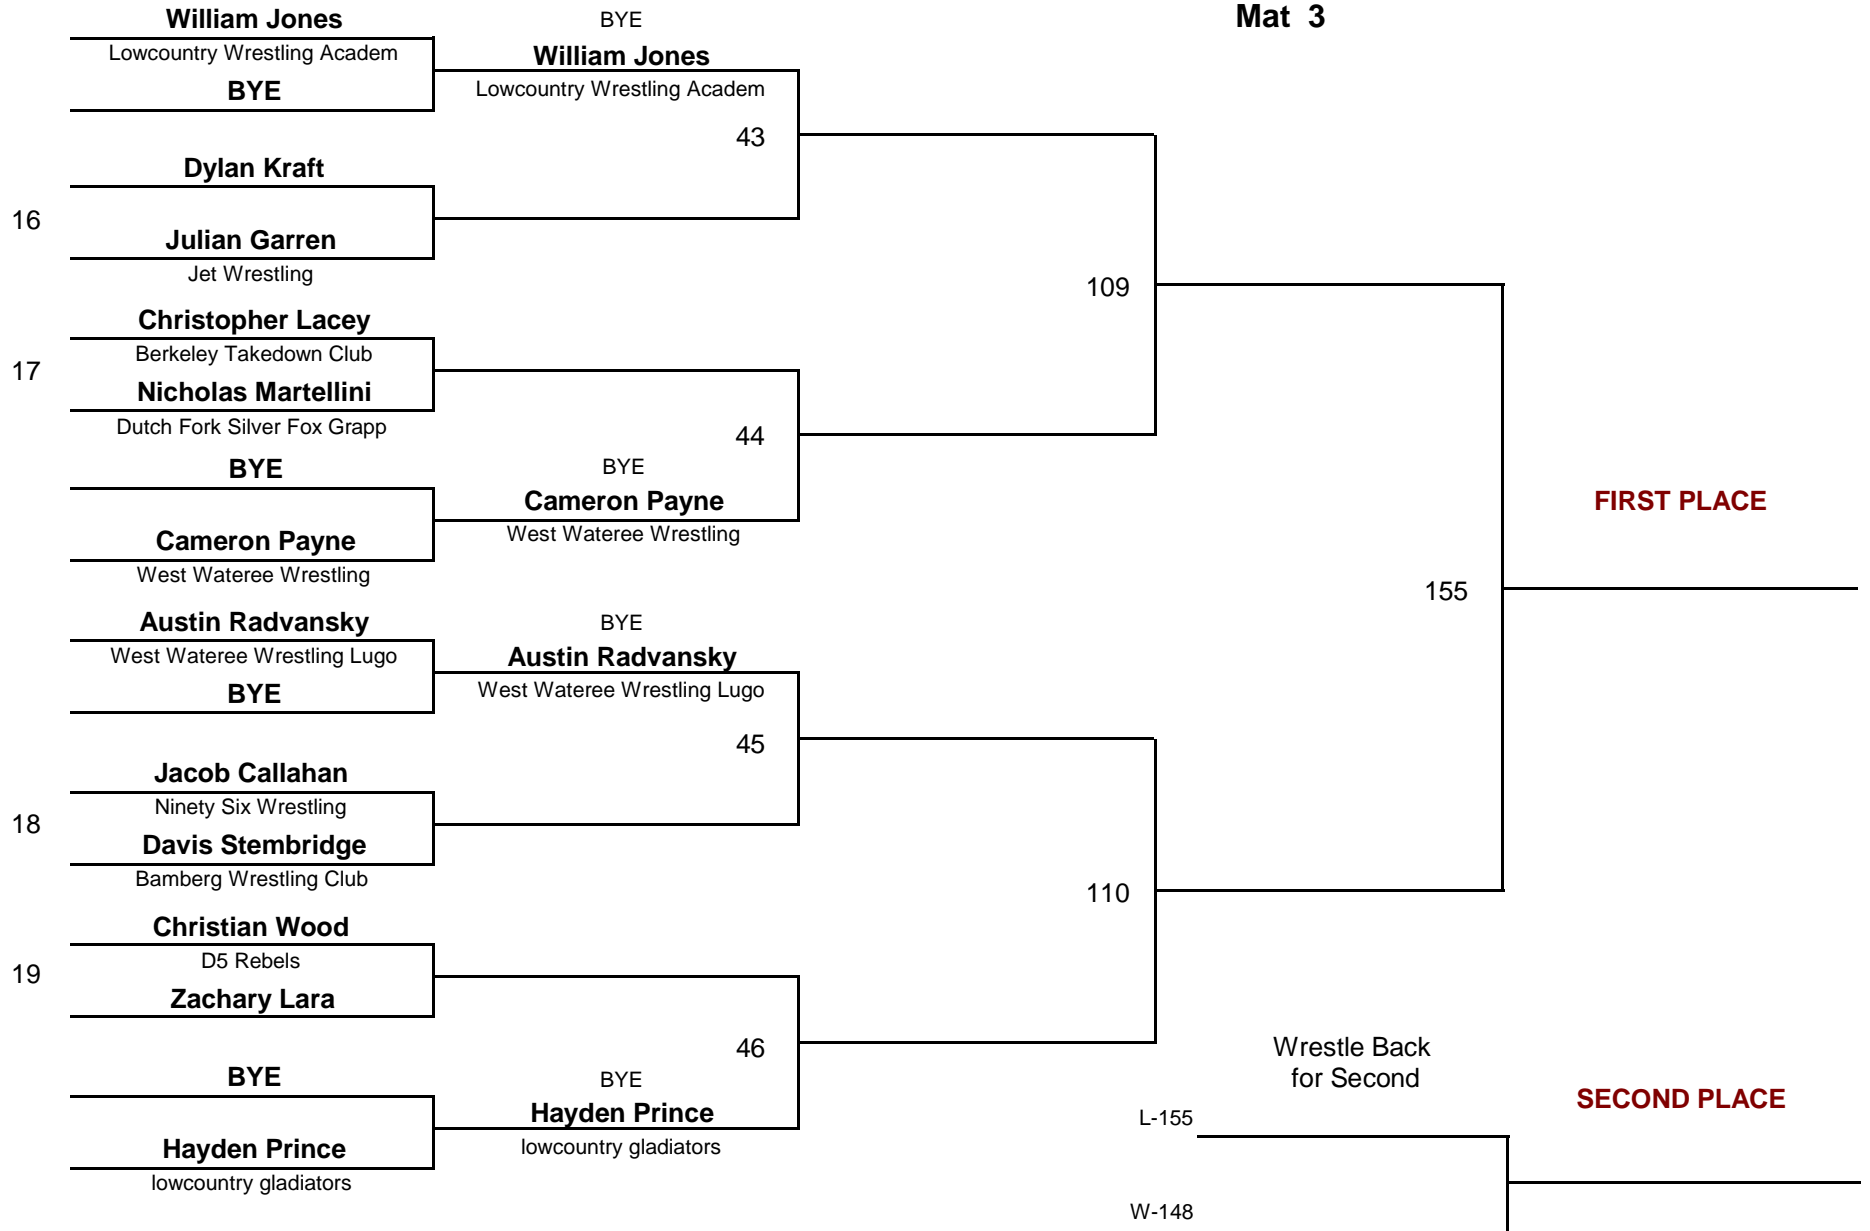 William Jones
BYE
Mat 3
Lowcountry Wrestling Academ
William Jones
BYE
Lowcountry Wrestling Academ
43
Dylan Kraft
16
Julian Garren
Jet Wrestling
109
Christopher Lacey
Berkeley Takedown Club
17
Nicholas Martellini
Dutch Fork Silver Fox Grapp
44
BYE
BYE
Cameron Payne
FIRST PLACE
West Wateree Wrestling
Cameron Payne
West Wateree Wrestling
155
Austin Radvansky
BYE
West Wateree Wrestling Lugo
Austin Radvansky
BYE
West Wateree Wrestling Lugo
45
Jacob Callahan
Ninety Six Wrestling
18
Davis Stembridge
Bamberg Wrestling Club
110
Christian Wood
D5 Rebels
19
Zachary Lara
46
Wrestle Back
for Second
BYE
BYE
Hayden Prince
SECOND PLACE
L-155
Hayden Prince
lowcountry gladiators
lowcountry gladiators
W-148